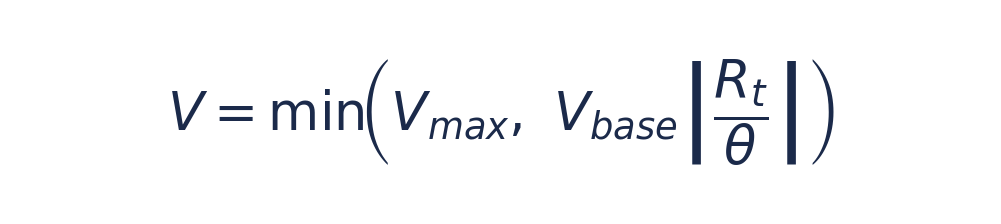 V = min( V_max, V_base | R_t / θ | )